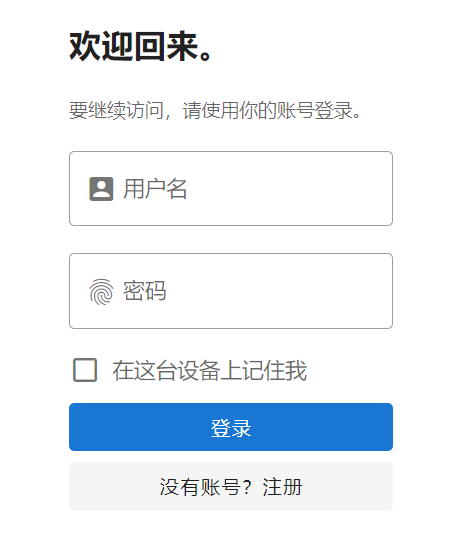 欢迎回来。
要继续访问，请使用你的账号登录。
用户名
密码
在这台设备上记住我
登录
没有账号？注册